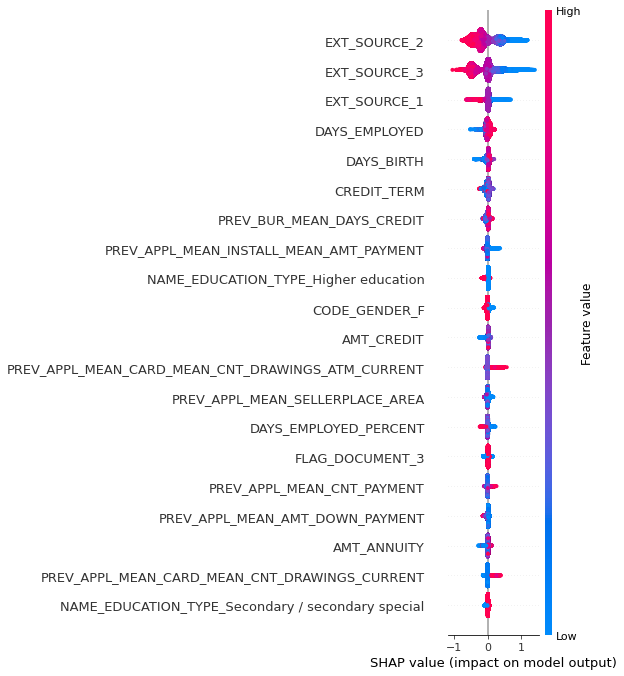 High
EXT_SOURCE_2
EXT_SOURCE_3
EXT_SOURCE_1
DAYS_EMPLOYED
DAYS_BIRTH
CREDIT_TERM
PREV_BUR_MEAN_DAYS_CREDIT
PREV_APPL_MEAN_INSTALL_MEAN_AMT_PAYMENT
NAME_EDUCATION_TYPE_Higher education
CODE_GENDER_F
AMT_CREDIT
PREV_APPL_MEAN_CARD_MEAN_CNT_DRAWINGS_ATM_CURRENT
PREV_APPL_MEAN_SELLERPLACE_AREA
DAYS_EMPLOYED_PERCENT
FLAG_DOCUMENT_3
PREV_APPL_MEAN_CNT_PAYMENT
PREV_APPL_MEAN_AMT_DOWN_PAYMENT
AMT_ANNUITY
PREV_APPL_MEAN_CARD_MEAN_CNT_DRAWINGS_CURRENT
NAME_EDUCATION_TYPE_Secondary / secondary special
Feature value
Low
−1 0 1
SHAP value (impact on model output)